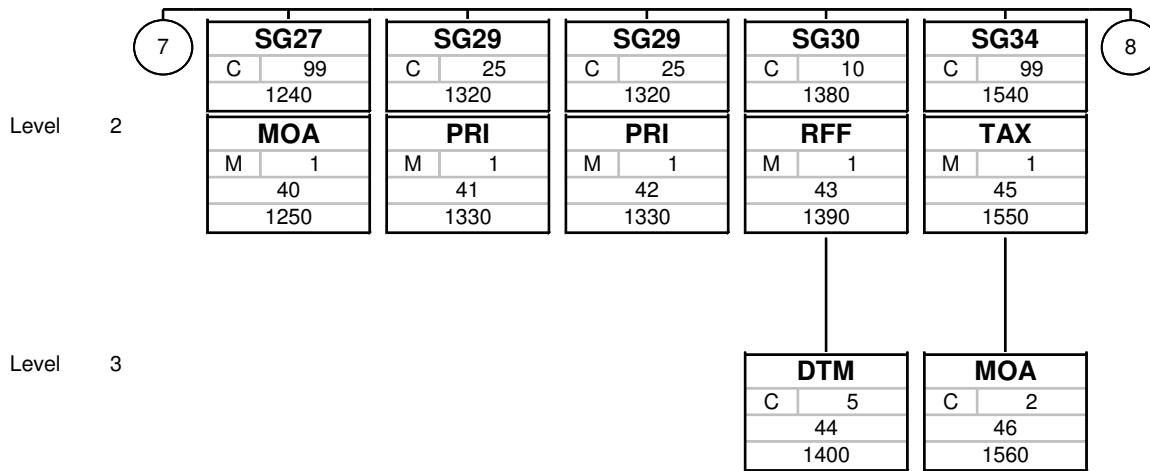 7 SG27 SG29 SG29 SG30 SG34 8
C 99 C 25 C 25 C 10 C 99
1240 1320 1320 1380 1540
Level 2 MOA PRI PRI RFF TAX
M 1 M 1 M 1 M 1 M 1
40 41 42 43 45
1250 1330 1330 1390 1550
Level 3 DTM MOA
C 5 C 2
44 46
1400 1560